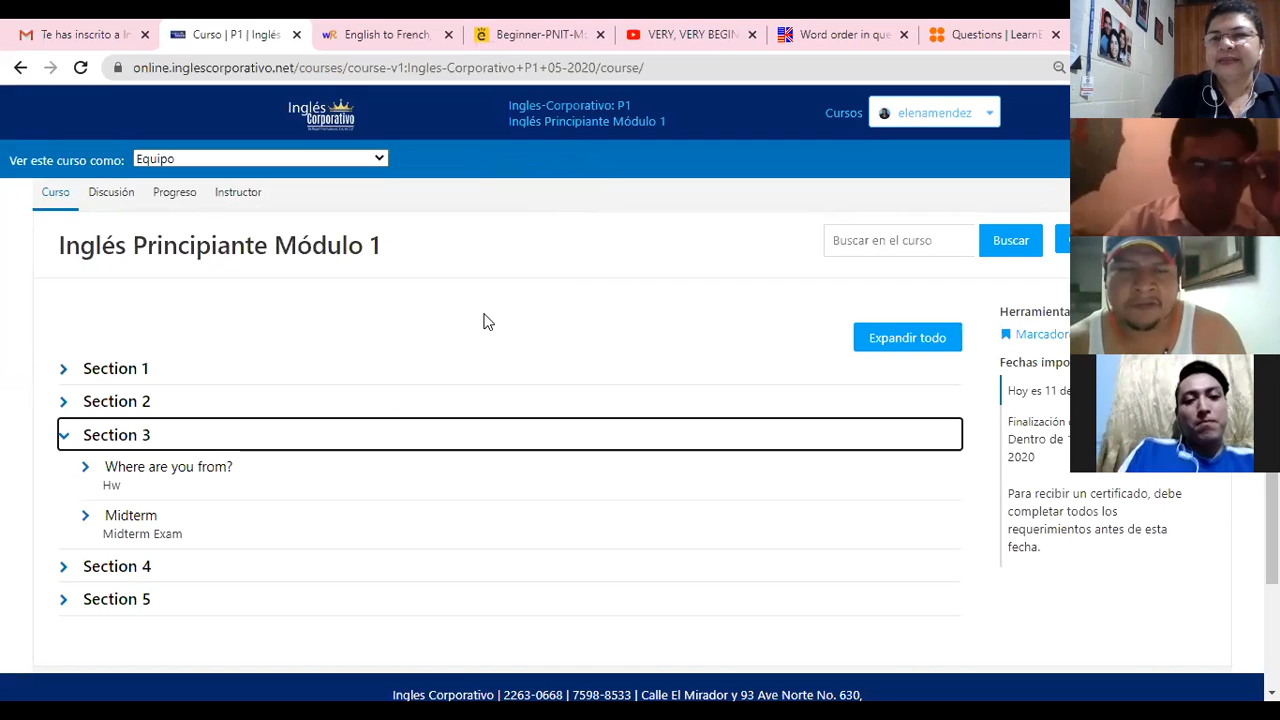 Te has inscrito a In
Curso | P1 | Inglés
English to French,
Beginner-PNIT-Mo
VERY, VERY BEGIN
Word order in que
Questions | LearnE
online.inglescorporativo.net/courses/course-v1:Ingles-Corporativo+P1+05-2020/course/
Inglés
Corporativo
Ingles-Corporativo: P1
Inglés Principiante Módulo 1
Cursos
elenamendez
Ver este curso como:
Equipo
Curso
Discusión
Progreso
Instructor
Inglés Principiante Módulo 1
Buscar en el curso
Buscar
Herramienta
Marcador
Expandir todo
Fechas impo
Hoy es 11 de
Finalización
Dentro de
2020
Para recibir un certificado, debe
completar todos los
requerimientos antes de esta
fecha.
Section 1
Section 2
Section 3
Where are you from?
Hw
Midterm
Midterm Exam
Section 4
Section 5
Ingles Corporativo | 2263-0668 | 7598-8533 | Calle El Mirador y 93 Ave Norte No. 630,